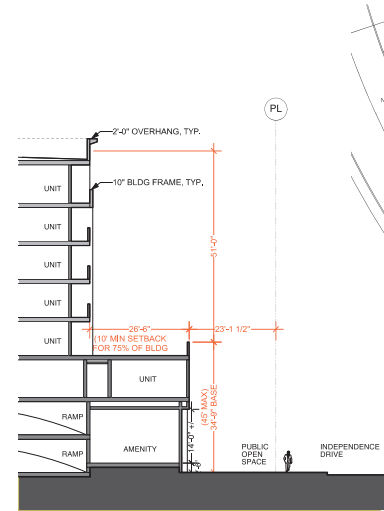 PL
2'-0" OVERHANG, TYP.
UNIT
10" BLDG FRAME, TYP.
UNIT
UNIT
51'-0"
UNIT
26'-6"
23'-1 1/2"
(10' MIN SETBACK
FOR 75% OF BLDG
UNIT
UNIT
(45' MAX)
34'-9" BASE
RAMP
14'-0" +/-
RAMP
AMENITY
PUBLIC
OPEN
SPACE
INDEPENDENCE
DRIVE